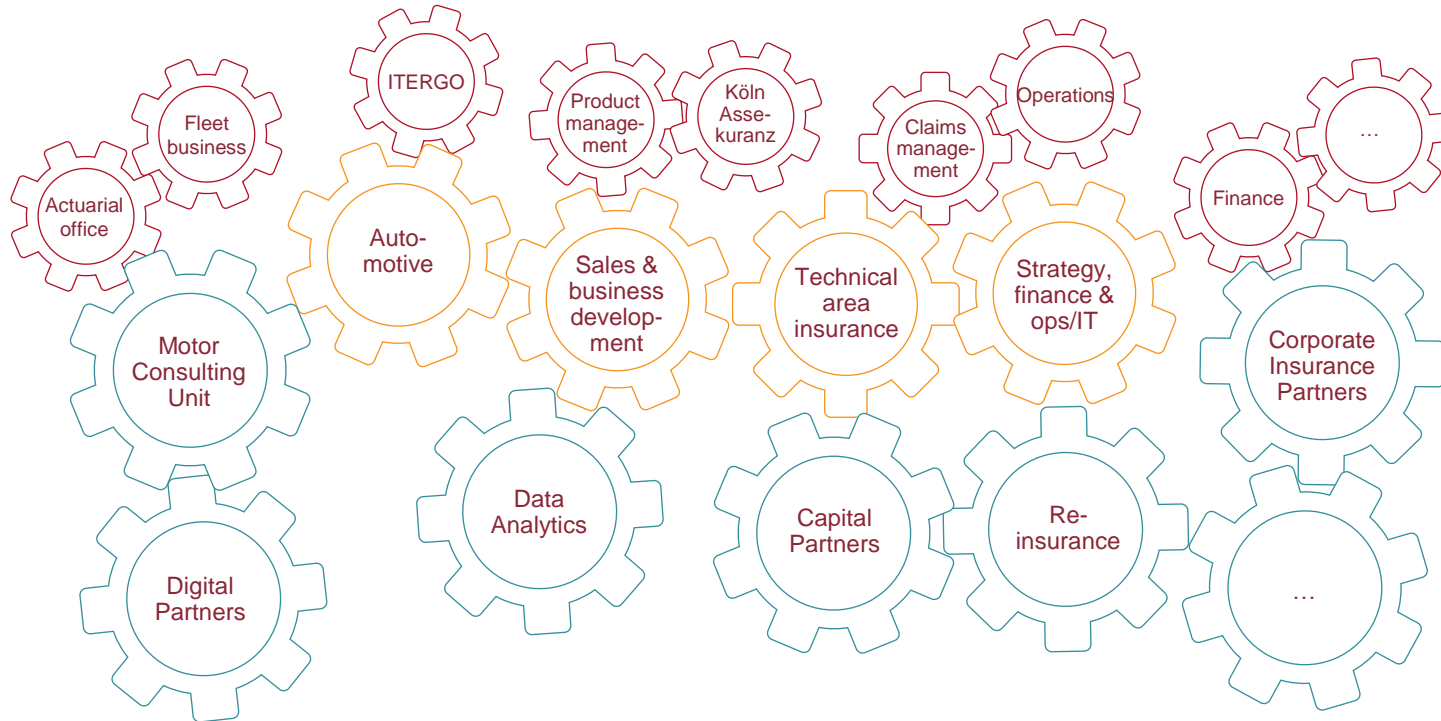 ITERGO
Product
manage-
ment
Köln
Asse-
kuranz
Operations
Fleet
business
Claims
manage-
ment
...
Actuarial
office
Finance
Auto-
motive
Sales &
business
develop-
ment
Technical
area
insurance
Strategy,
finance &
ops/IT
Motor
Consulting
Unit
Corporate
Insurance
Partners
Data
Analytics
Capital
Partners
Re-
insurance
Digital
Partners
...